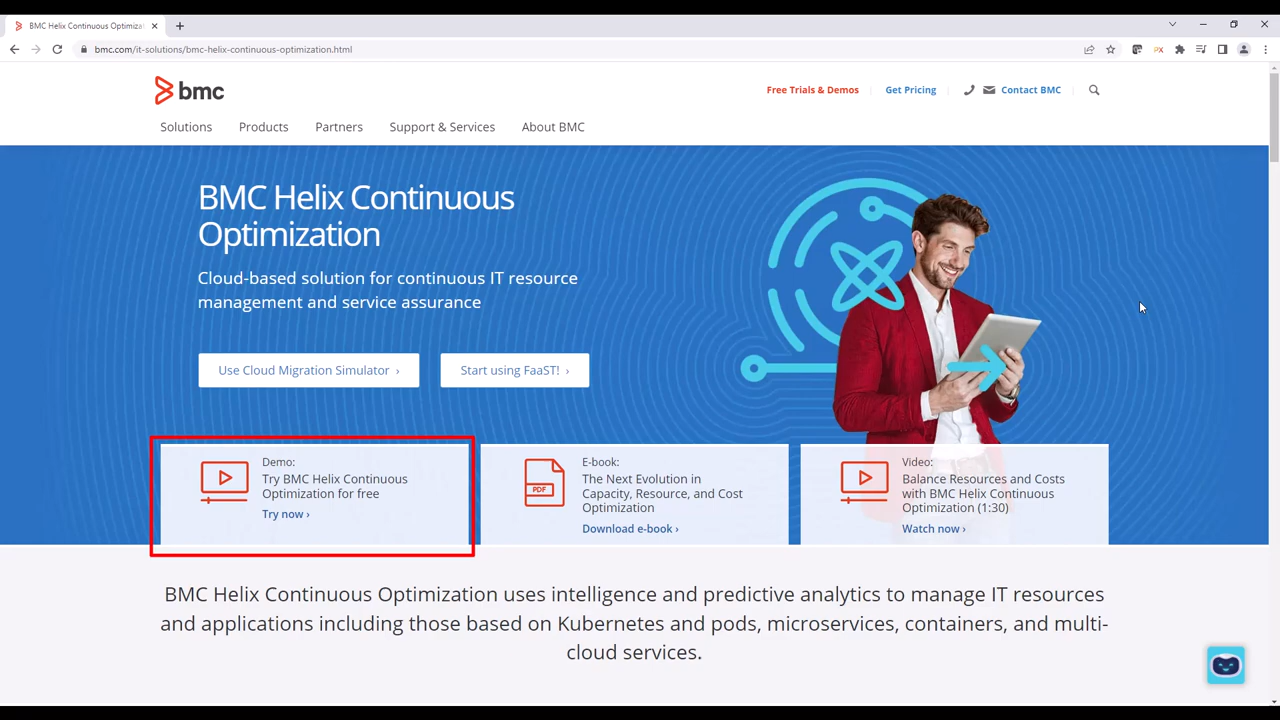 BMC Helix Continuous Optimiza
bmc.com/it-solutions/bmc-helix-continuous-optimization.html
PX
bmc
Free Trials & Demos
Get Pricing
Contact BMC
Solutions
Products
Partners
Support & Services
About BMC
BMC Helix Continuous
Optimization
Cloud-based solution for continuous IT resource
management and service assurance
Use Cloud Migration Simulator ›
Start using FaaST! ›
Demo:
Try BMC Helix Continuous
Optimization for free
Try now ›
PDF
E-book:
The Next Evolution in
Capacity, Resource, and Cost
Optimization
Download e-book ›
Video:
Balance Resources and Costs
with BMC Helix Continuous
Optimization (1:30)
Watch now ›
BMC Helix Continuous Optimization uses intelligence and predictive analytics to manage IT resources
and applications including those based on Kubernetes and pods, microservices, containers, and multi-
cloud services.